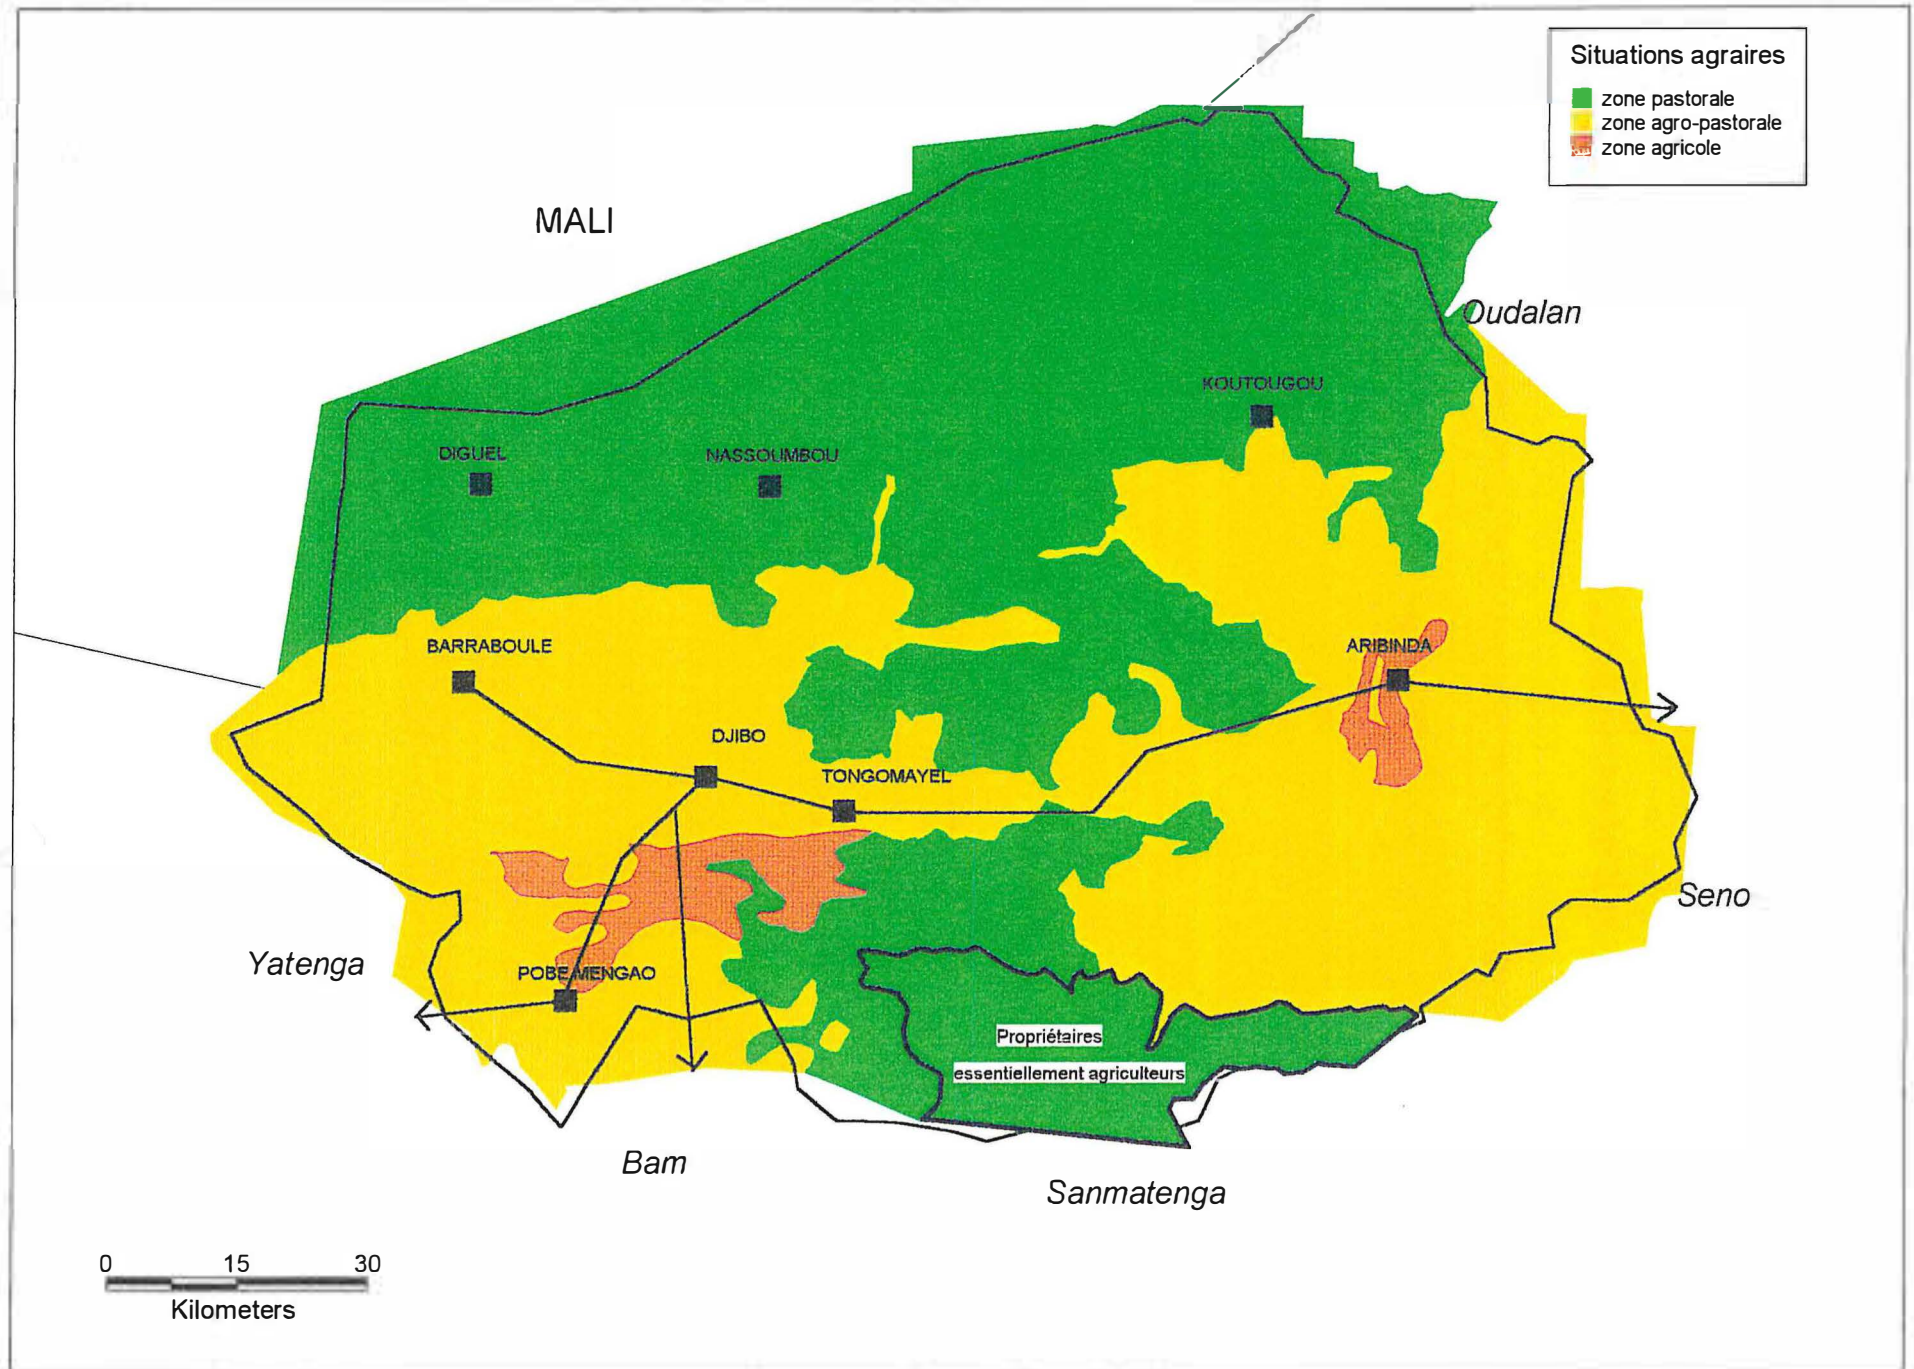 Situations agraires
zone pastorale
zone agro-pastorale
zone agricole
MALI
Oudalan
KOUTOUGOU
DIGUEL
NASSOUMBOU
BARRABOULE
ARIBINDA
DJIBO
TONGOMAYEL
Seno
Yatenga
POBE MENGAO
Propriétaires
essentiellement agriculteurs
Bam
Sanmatenga
0 15 30
Kilometers